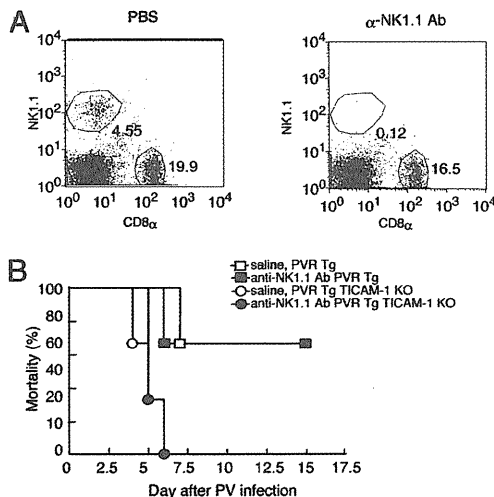 A
PBS
α-NK1.1 Ab
10⁴
10³
10²
10¹
10⁰
NK1.1
4.55
19.9
10⁰ 10¹ 10² 10³ 10⁴
CD8α
10⁴
10³
10²
10¹
10⁰
NK1.1
0.12
16.5
10⁰ 10¹ 10² 10³ 10⁴
CD8α
B
saline, PVR Tg
anti-NK1.1 Ab PVR Tg
saline, PVR Tg TICAM-1 KO
anti-NK1.1 Ab PVR Tg TICAM-1 KO
Mortality (%)
100
80
60
40
20
0
0 2.5 5.0 7.5 10 12.5 15 17.5
Day after PV infection